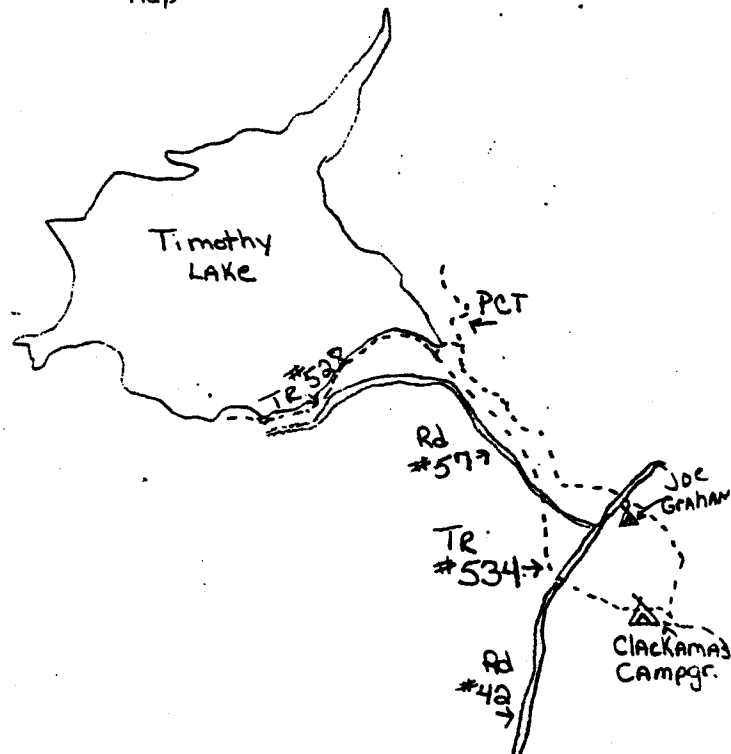 Map
Timothy
LAKE
PCT
TR #528
Rd
#57
JOE
GRAHAM
TR
#534
Clackamas
Campgr.
Rd
#42